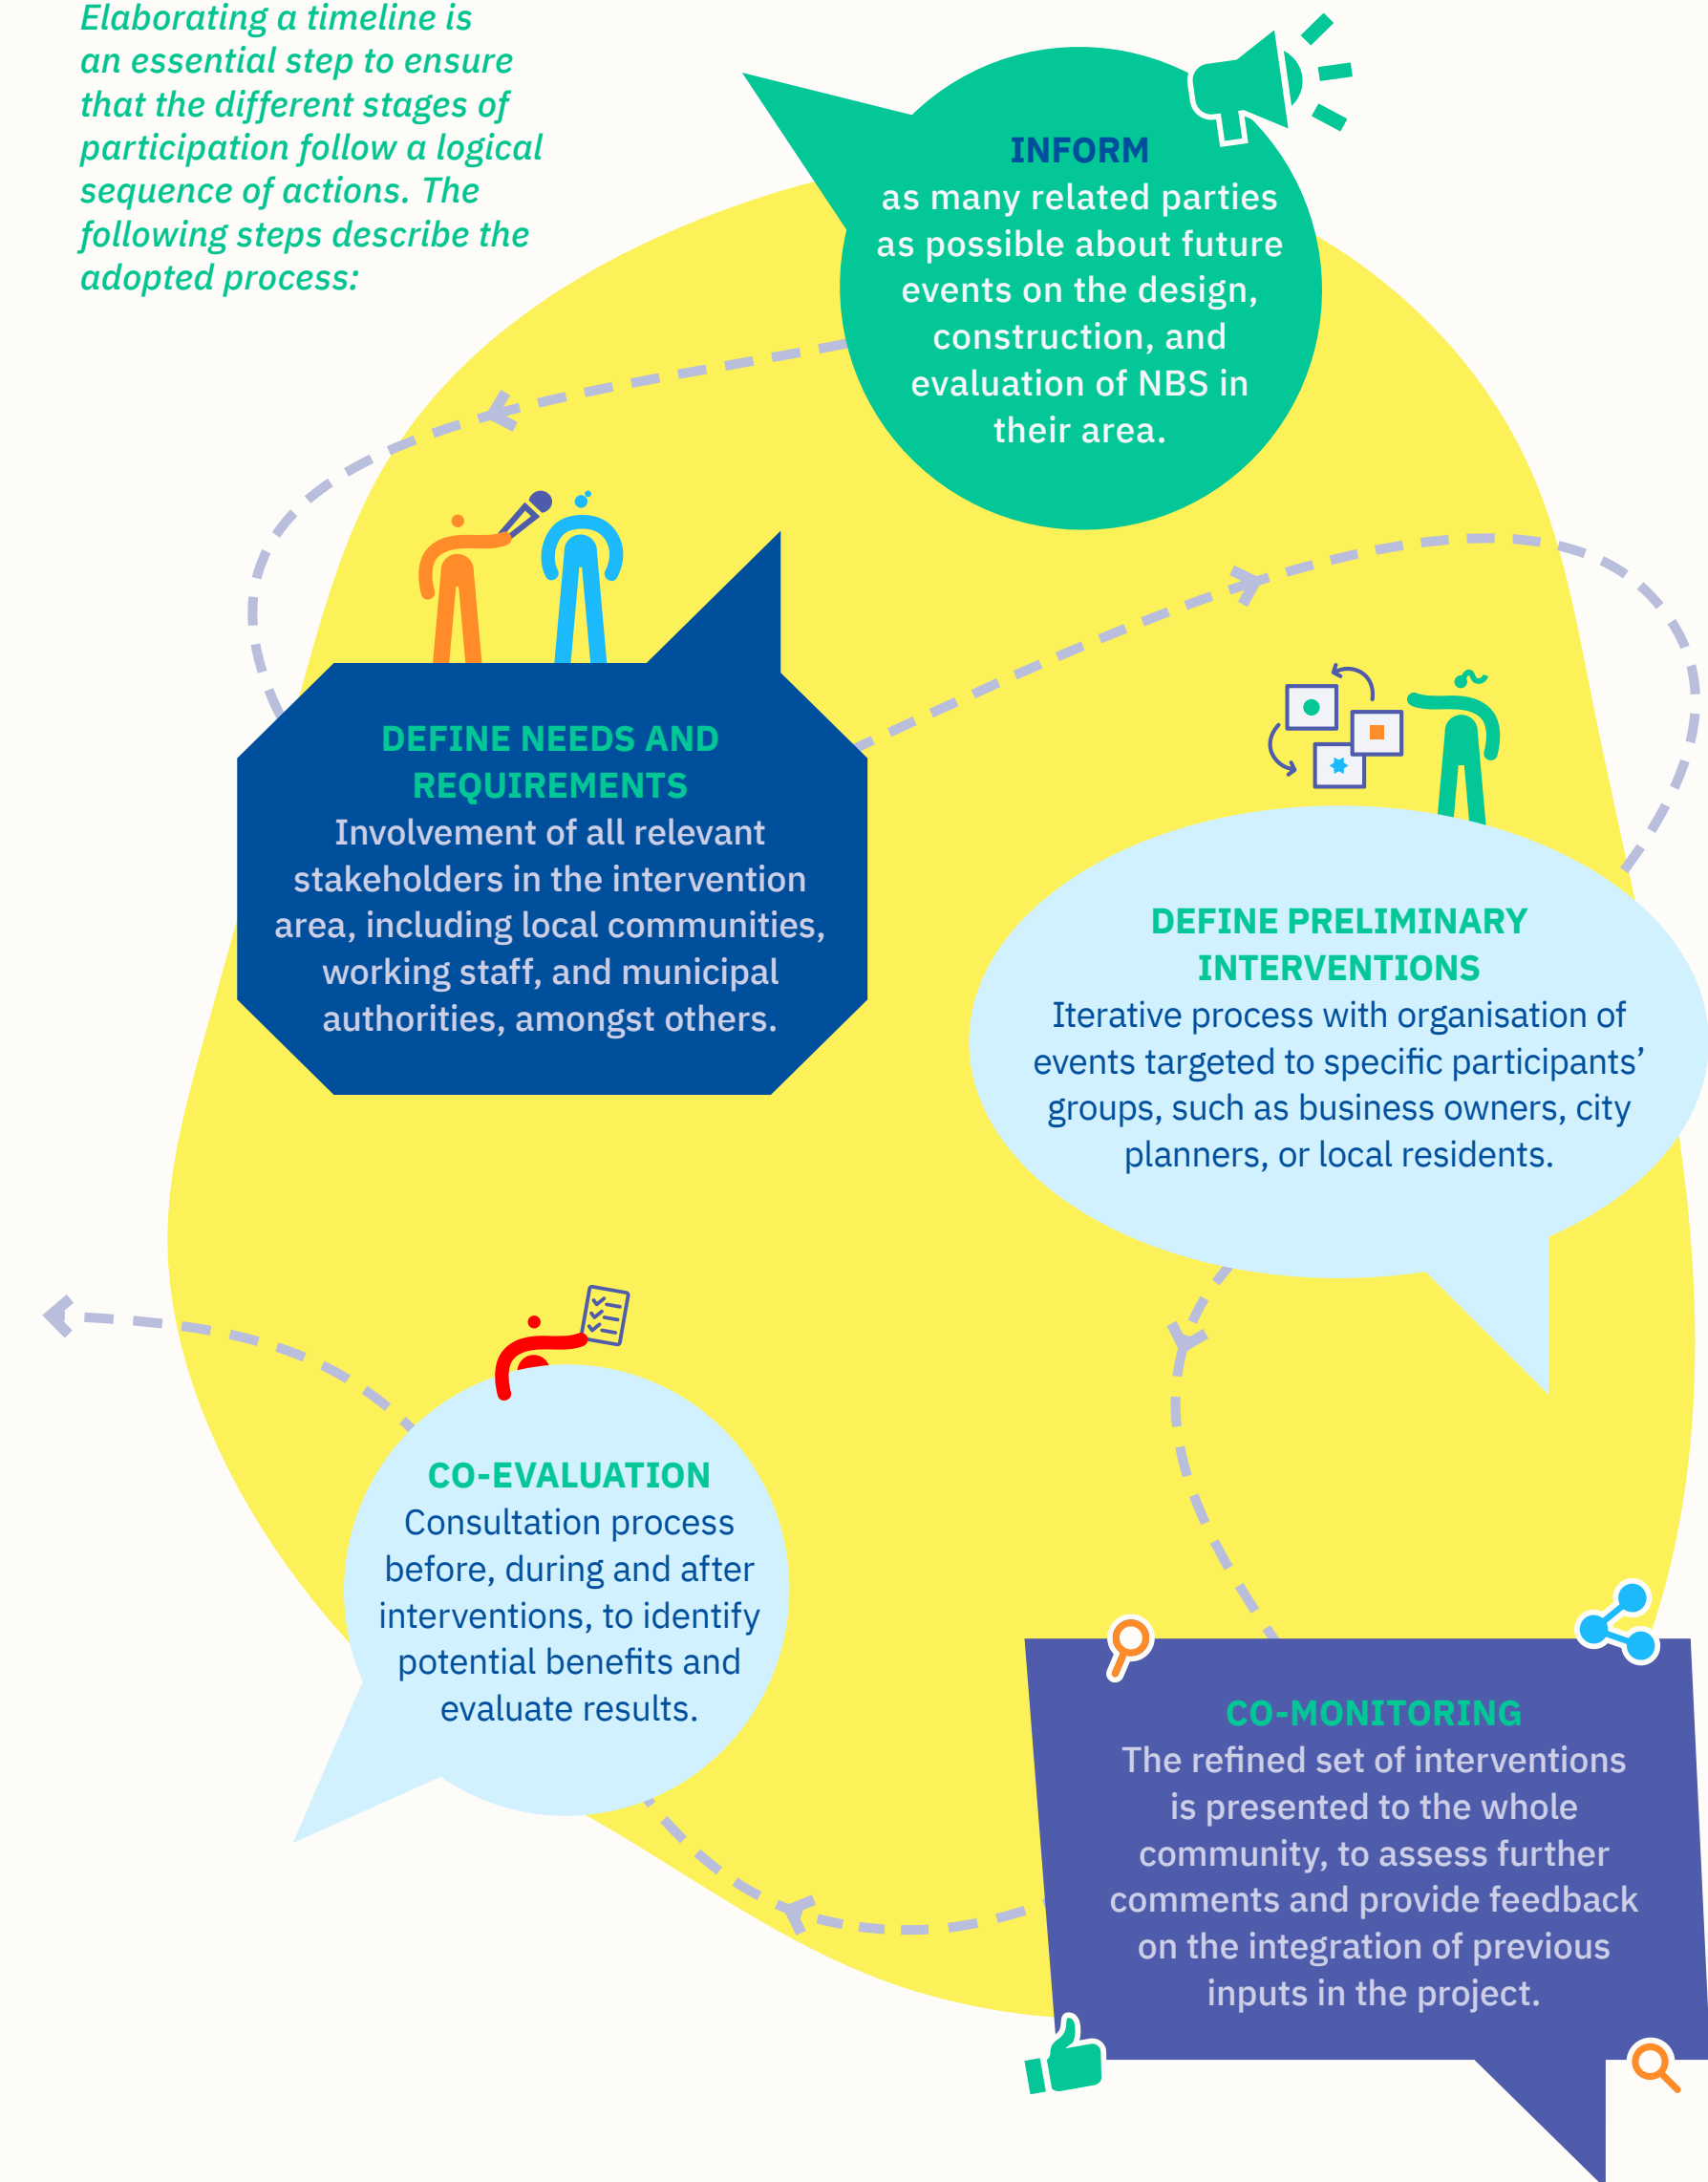 Elaborating a timeline is
an essential step to ensure
that the different stages of
participation follow a logical
sequence of actions. The
following steps describe the
adopted process:
INFORM
as many related parties
as possible about future
events on the design,
construction, and
evaluation of NBS in
their area.
DEFINE NEEDS AND
REQUIREMENTS
Involvement of all relevant
stakeholders in the intervention
area, including local communities,
working staff, and municipal
authorities, amongst others.
DEFINE PRELIMINARY
INTERVENTIONS
Iterative process with organisation of
events targeted to specific participants’
groups, such as business owners, city
planners, or local residents.
CO-MONITORING
The refined set of interventions
is presented to the whole
community, to assess further
comments and provide feedback
on the integration of previous
inputs in the project.
CO-EVALUATION
Consultation process
before, during and after
interventions, to identify
potential benefits and
evaluate results.